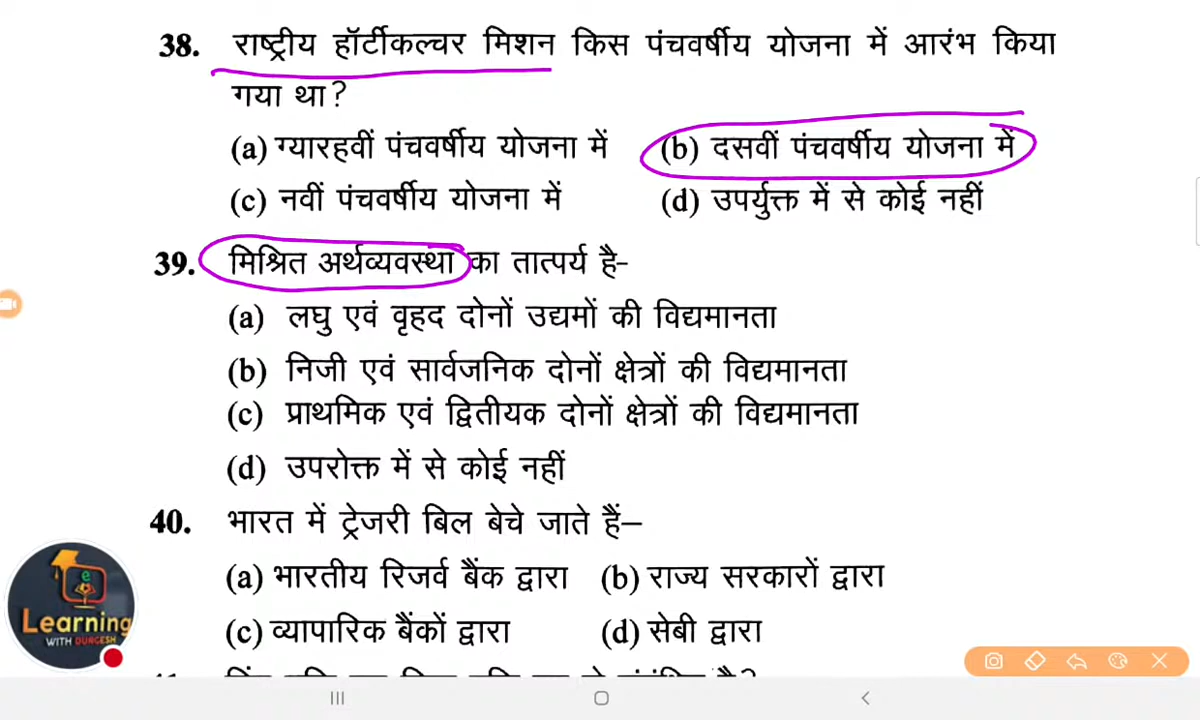 38. राष्ट्रीय हॉर्टीकल्चर मिशन किस पंचवर्षीय योजना में आरंभ किया
गया था?
(a) ग्यारहवीं पंचवर्षीय योजना में (b) दसवीं पंचवर्षीय योजना में
(c) नवीं पंचवर्षीय योजना में (d) उपर्युक्त में से कोई नहीं
39. मिश्रित अर्थव्यवस्था का तात्पर्य है-
(a) लघु एवं वृहद दोनों उद्यमों की विद्यमानता
(b) निजी एवं सार्वजनिक दोनों क्षेत्रों की विद्यमानता
(c) प्राथमिक एवं द्वितीयक दोनों क्षेत्रों की विद्यमानता
(d) उपरोक्त में से कोई नहीं
40. भारत में ट्रेजरी बिल बेचे जाते हैं–
(a) भारतीय रिजर्व बैंक द्वारा (b) राज्य सरकारों द्वारा
(c) व्यापारिक बैंकों द्वारा (d) सेबी द्वारा
e
Learning
WITH DURGESH